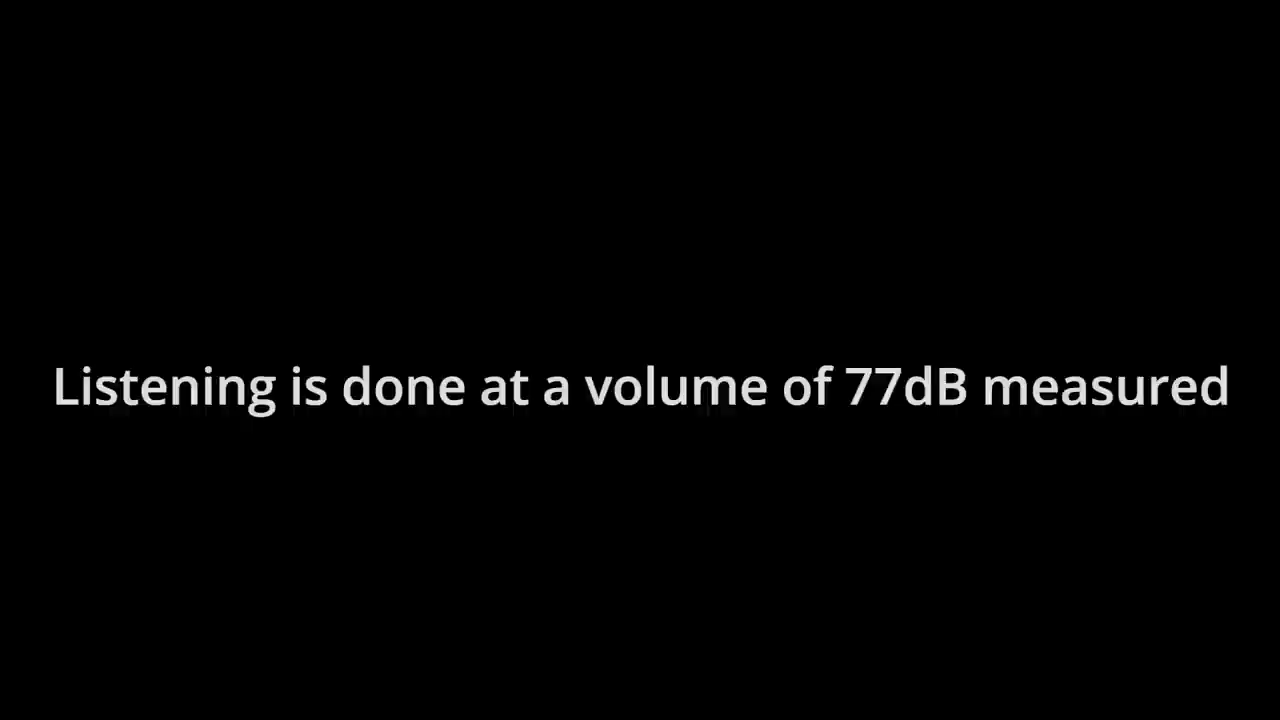 Listening is done at a volume of 77dB measured